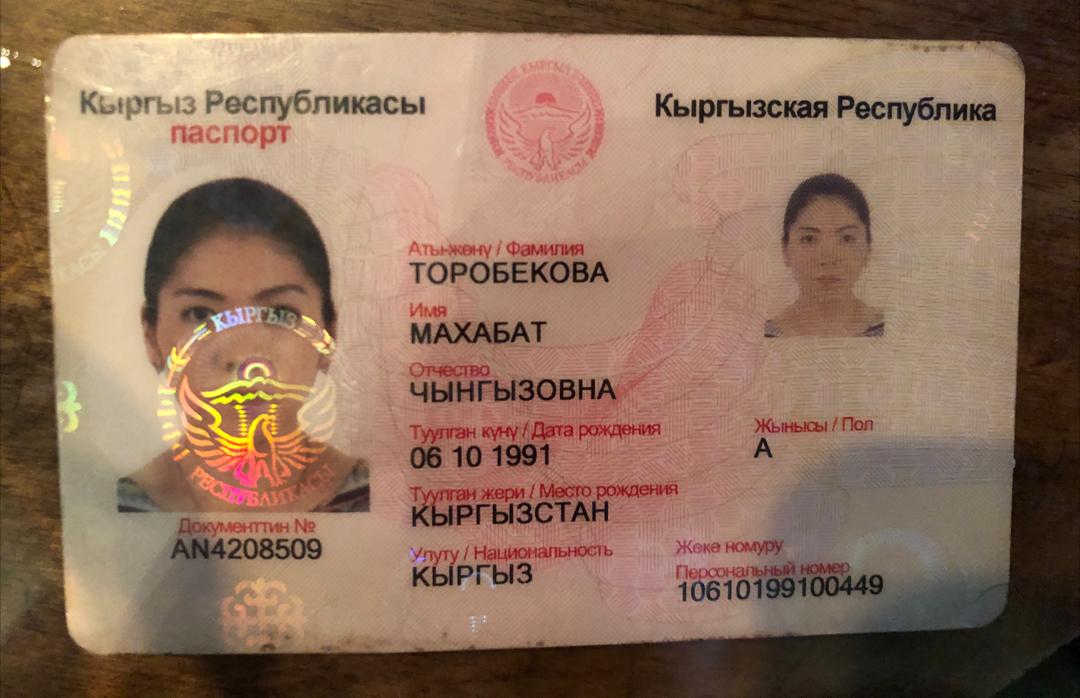 Кыргыз Республикасы
паспорт
Кыргызская Республика
КЫРГЫЗ
РЕСПУБЛИКАСЫ
Аты-жөнү / Фамилия
ТОРОБЕКОВА
Имя
МАХАБАТ
Отчество
ЧЫНГЫЗОВНА
Туулган күнү / Дата рождения
06 10 1991
Жынысы / Пол
А
Туулган жери / Место рождения
КЫРГЫЗСТАН
Документтин №
AN4208509
Улуту / Национальность
КЫРГЫЗ
Жеке номуру
Персональный номер
10610199100449